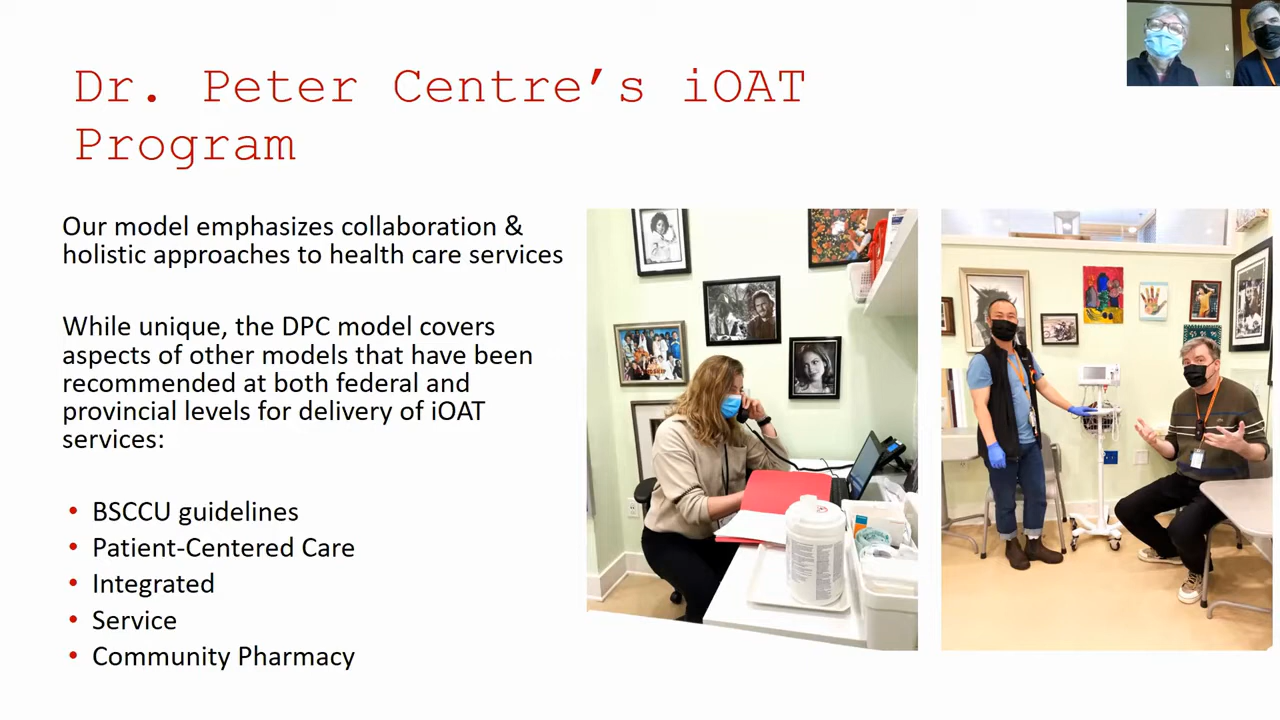 Dr. Peter Centre’s iOAT
Program
Our model emphasizes collaboration &
holistic approaches to health care services
While unique, the DPC model covers
aspects of other models that have been
recommended at both federal and
provincial levels for delivery of iOAT
services:
• BSCCU guidelines
• Patient-Centered Care
• Integrated
• Service
• Community Pharmacy